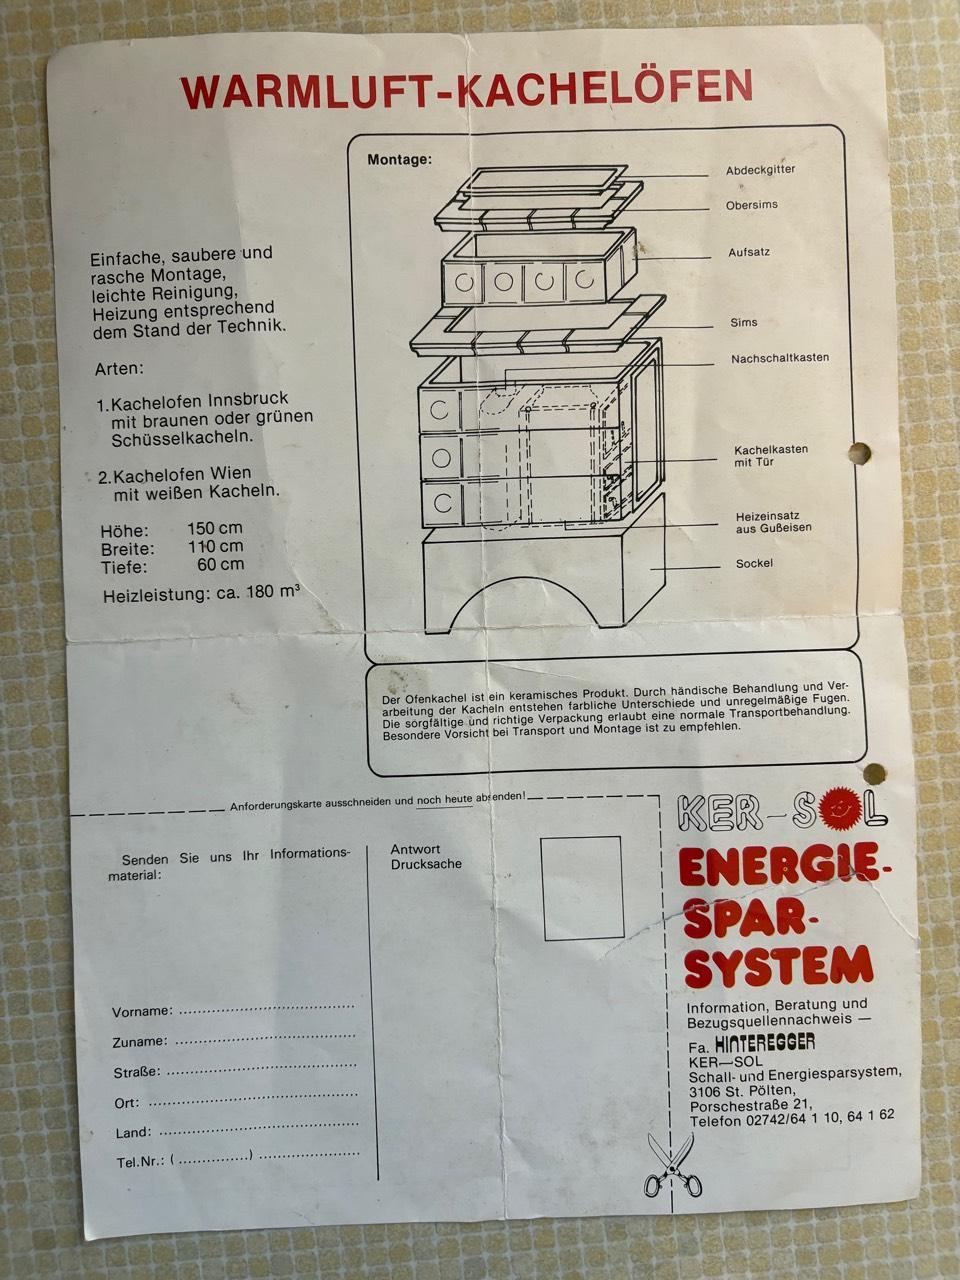 WARMLUFT-KACHELÖFEN
Einfache, saubere und
rasche Montage,
leichte Reinigung,
Heizung entsprechend
dem Stand der Technik.
Arten:
1. Kachelofen Innsbruck
mit braunen oder grünen
Schüsselkacheln.
2. Kachelofen Wien
mit weißen Kacheln.
Höhe: 150 cm
Breite: 110 cm
Tiefe: 60 cm
Heizleistung: ca. 180 m³
Montage:
Abdeckgitter
Obersims
Aufsatz
Sims
Nachschaltkasten
Kachelkasten
mit Tür
Heizeinsatz
aus Gußeisen
Sockel
Der Ofenkachel ist ein keramisches Produkt. Durch händische Behandlung und Ver-
arbeitung der Kacheln entstehen farbliche Unterschiede und unregelmäßige Fugen.
Die sorgfältige und richtige Verpackung erlaubt eine normale Transportbehandlung.
Besondere Vorsicht bei Transport und Montage ist zu empfehlen.
Anforderungskarte ausschneiden und noch heute absenden!
Senden Sie uns Ihr Informations-
material:
Vorname: ................................
Zuname: ................................
Straße: ................................
Ort: ................................
Land: ................................
Tel.Nr.: (..............) ....................
Antwort
Drucksache
KER-SOL
ENERGIE-
SPAR-
SYSTEM
Information, Beratung und
Bezugsquellennachweis —
Fa. HINTEREGGER
KER—SOL
Schall- und Energiesparsystem,
3106 St. Pölten,
Porschestraße 21,
Telefon 02742/64 1 10, 64 1 62